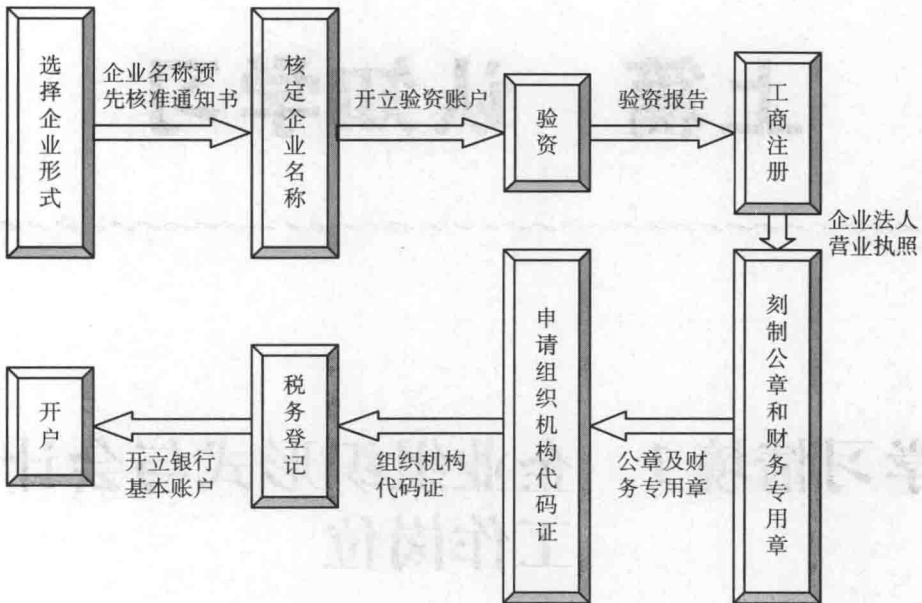 选择企业形式
企业名称预
先核准通知书
核定企业名称
开立验资账户
验资
验资报告
工商注册
企业法人
营业执照
刻制公章和财务专用章
公章及财
务专用章
申请组织机构代码证
组织机构
代码证
税务登记
开立银行
基本账户
开户